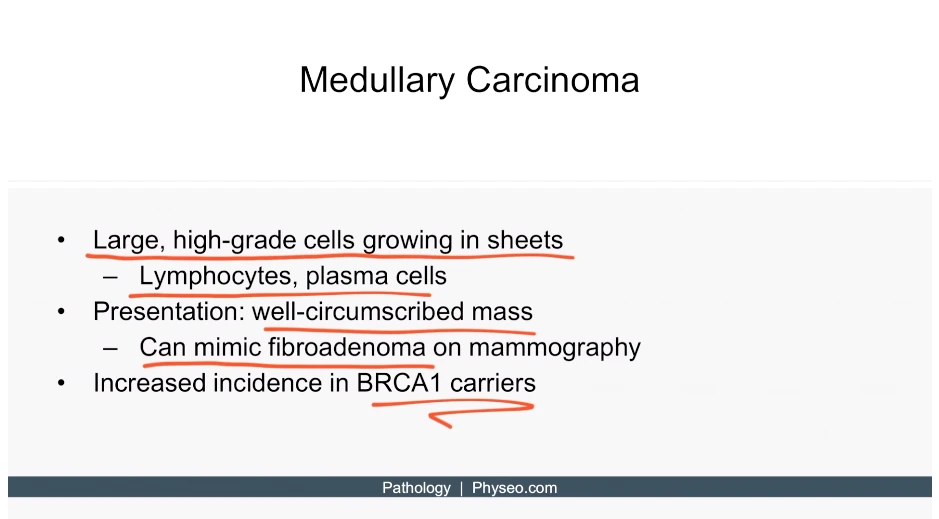 Medullary Carcinoma
• Large, high-grade cells growing in sheets
– Lymphocytes, plasma cells
• Presentation: well-circumscribed mass
– Can mimic fibroadenoma on mammography
• Increased incidence in BRCA1 carriers
Pathology | Physeo.com